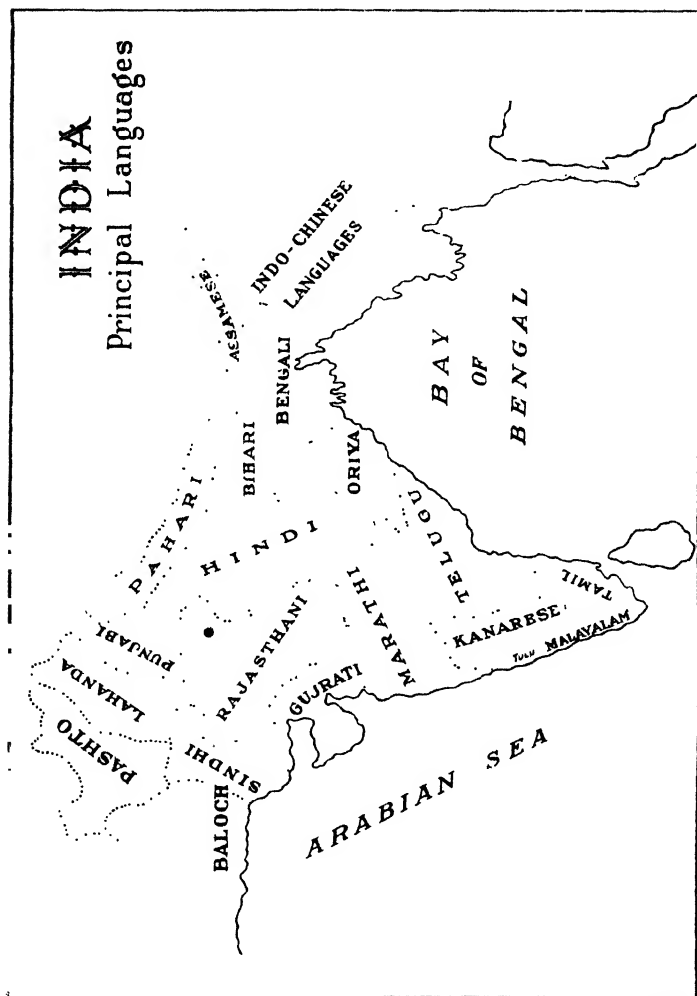 INDIA
Principal Languages
PASHTO
LAHANDA
PUNJABI
PAHARI
BALOCH
SINDHI
RAJASTHANI
HINDI
BIHARI
ASSAMESE
BENGALI
INDO-CHINESE
LANGUAGES
GUJRATI
MARATHI
ORIYA
TELUGU
KANARESE
TULU
MALAYALAM
TAMIL
ARABIAN SEA
BAY
OF
BENGAL